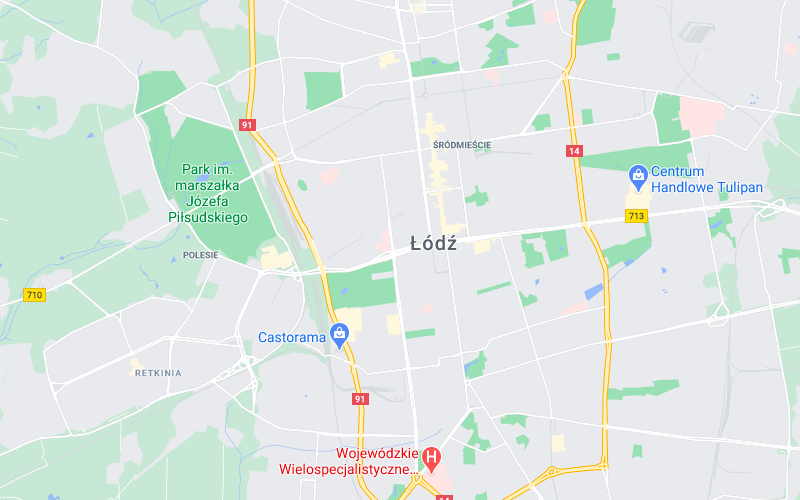 91
ŚRÓDMIEŚCIE
14
Park im.
marszałka
Józefa
Piłsudskiego
Centrum
Handlowe Tulipan
713
Łódź
POLESIE
710
Castorama
RETKINIA
91
Wojewódzkie
Wielospecjalistyczne...
H
14